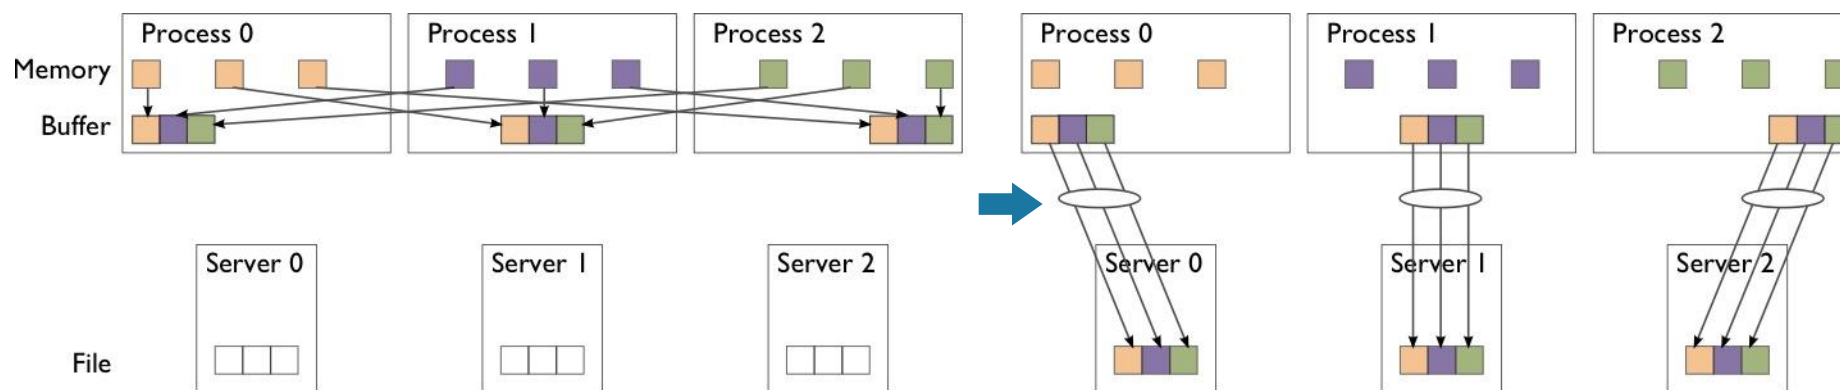 Process 0
Process 1
Process 2
Process 0
Process 1
Process 2
Memory
Buffer
Server 0
Server 1
Server 2
Server 0
Server 1
Server 2
File